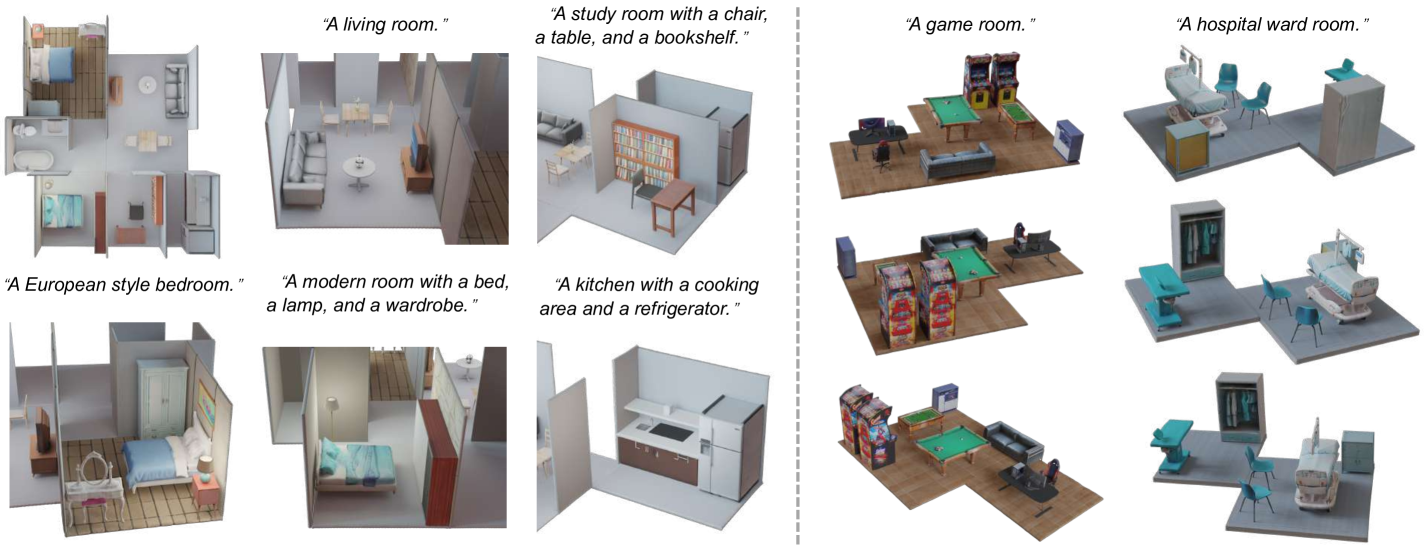 “A living room.”
“A study room with a chair,
a table, and a bookshelf.”
“A game room.”
“A hospital ward room.”
“A European style bedroom.”
“A modern room with a bed,
a lamp, and a wardrobe.”
“A kitchen with a cooking
area and a refrigerator.”